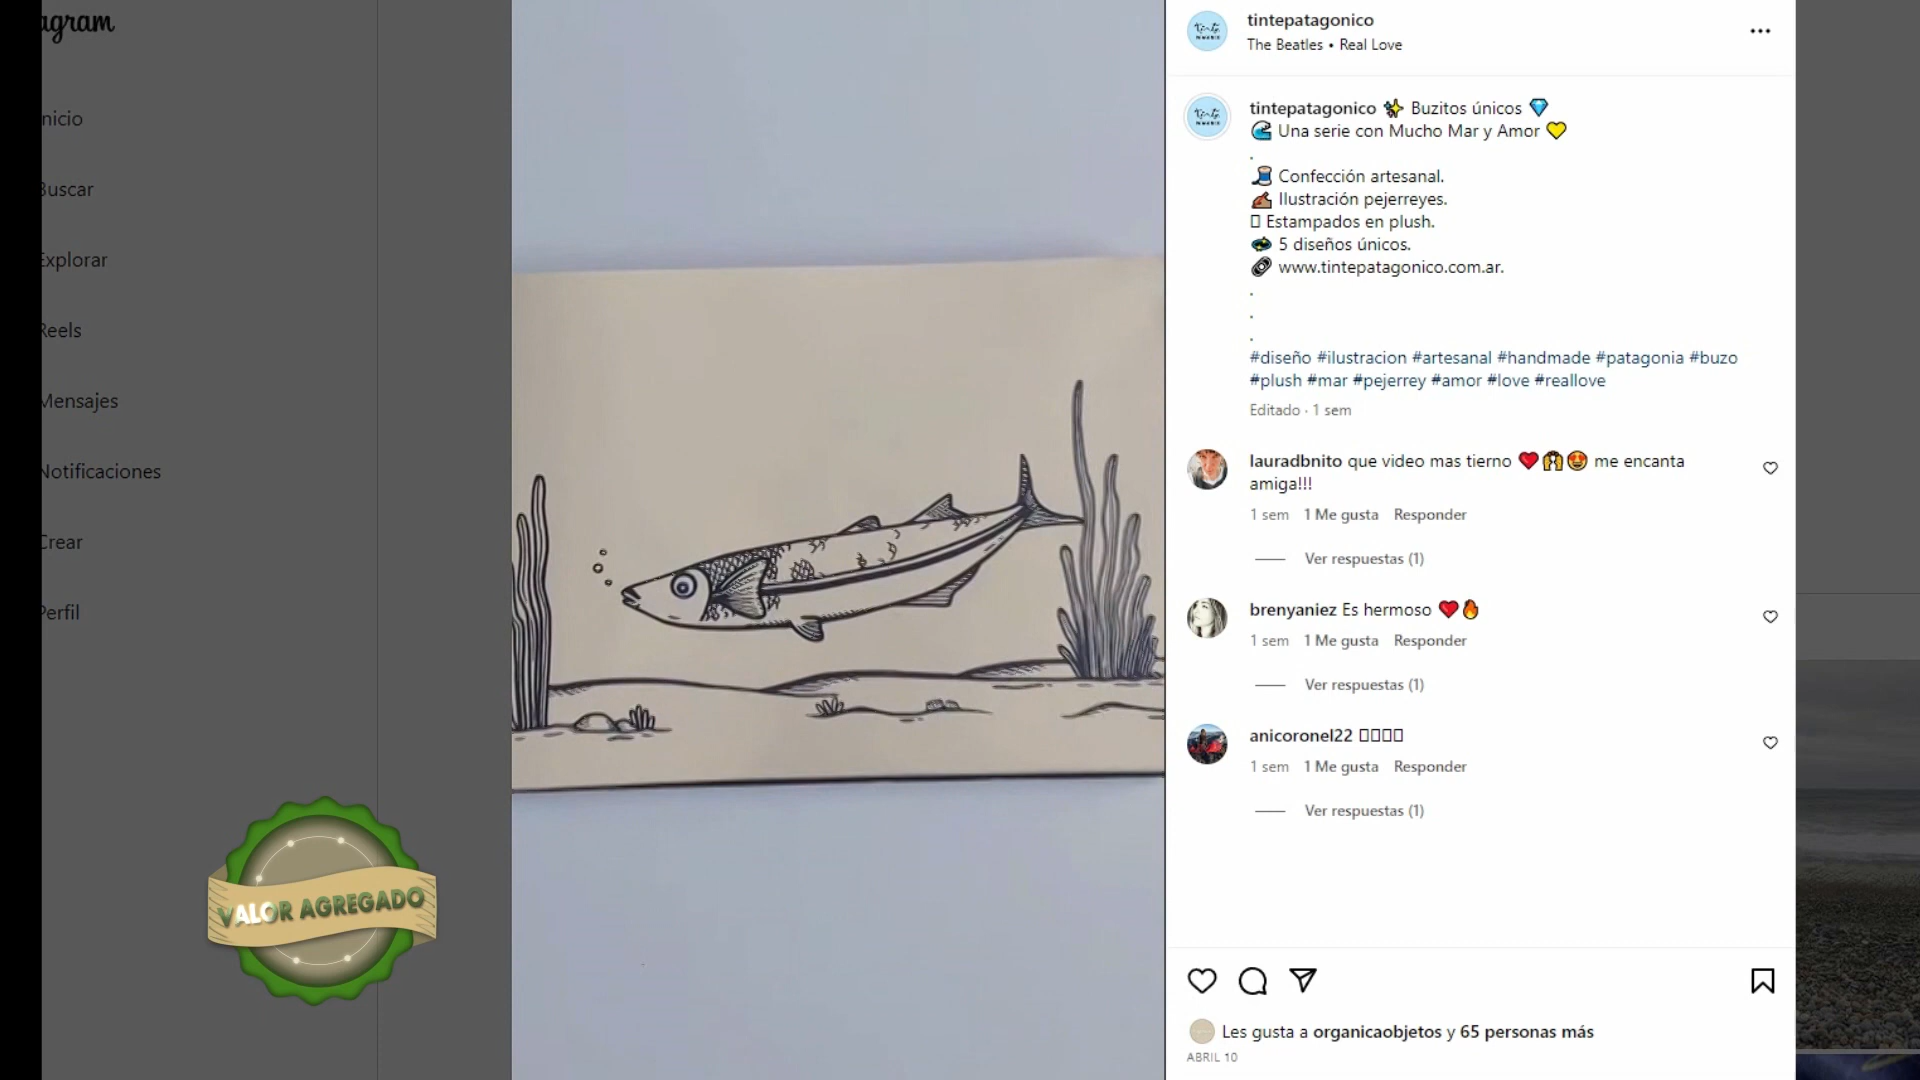 agram
nicio
Buscar
Explorar
Reels
Mensajes
Notificaciones
Crear
Perfil
VALOR AGREGADO
tintepatagonico
The Beatles • Real Love
tintepatagonico ✨ Buzitos únicos 💎
🌊 Una serie con Mucho Mar y Amor 💛
.
🧵 Confección artesanal.
✍🏽 Ilustración pejerreyes.
Estampados en plush.
5 diseños únicos.
www.tintepatagonico.com.ar.
.
.
.
#diseño #ilustracion #artesanal #handmade #patagonia #buzo
#plush #mar #pejerrey #amor #love #reallove
Editado · 1 sem
lauradbnito que video mas tierno ❤️🙌😍 me encanta
amiga!!!
1 sem 1 Me gusta Responder
Ver respuestas (1)
brenyaniez Es hermoso ❤️🔥
1 sem 1 Me gusta Responder
Ver respuestas (1)
anicoronel22
1 sem 1 Me gusta Responder
Ver respuestas (1)
Les gusta a organicaobjetos y 65 personas más
ABRIL 10